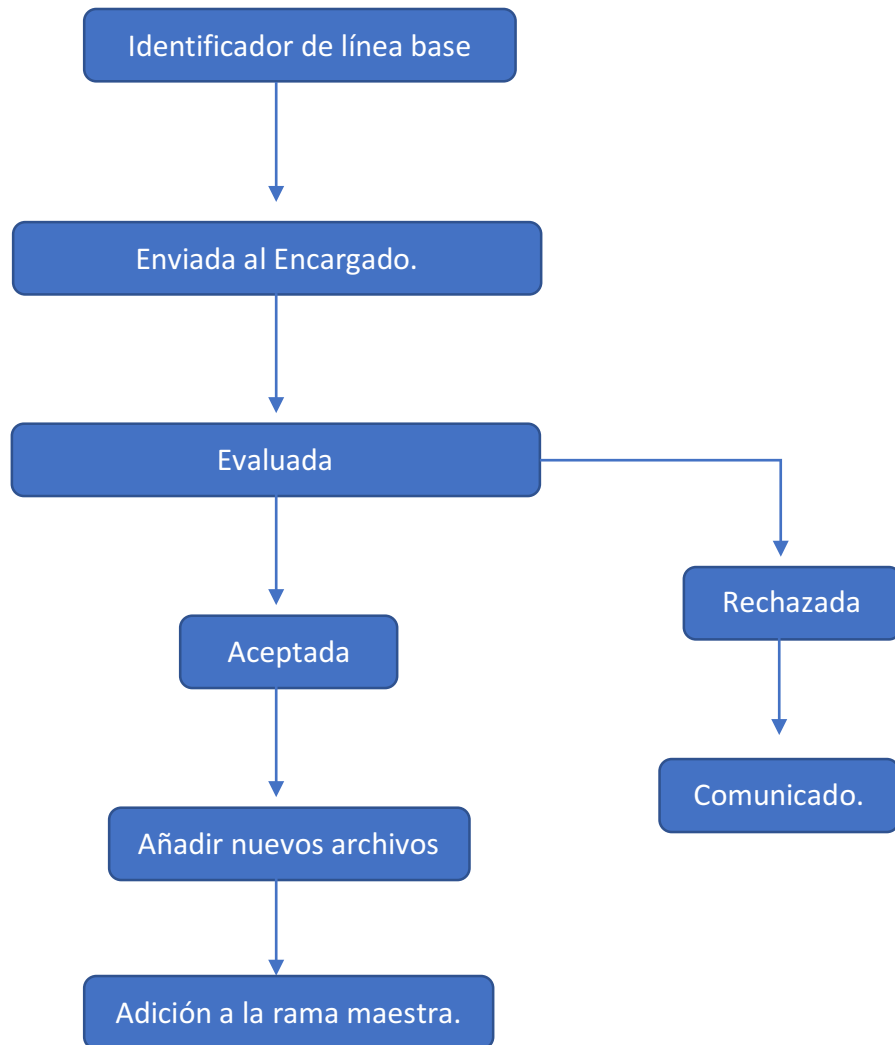 Identificador de línea base
Enviada al Encargado.
Evaluada
Rechazada
Aceptada
Comunicado.
Añadir nuevos archivos
Adición a la rama maestra.